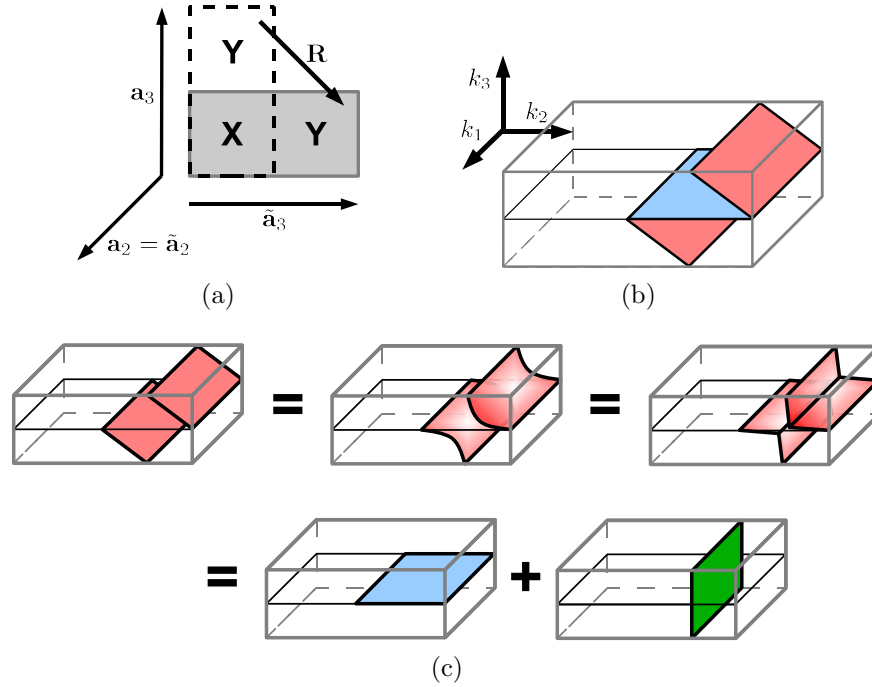 Y
R
a₃
X Y
ã₃
a₂ = ã₂
(a)
k₃
k₂
k₁
(b)
=
=
=
+
(c)